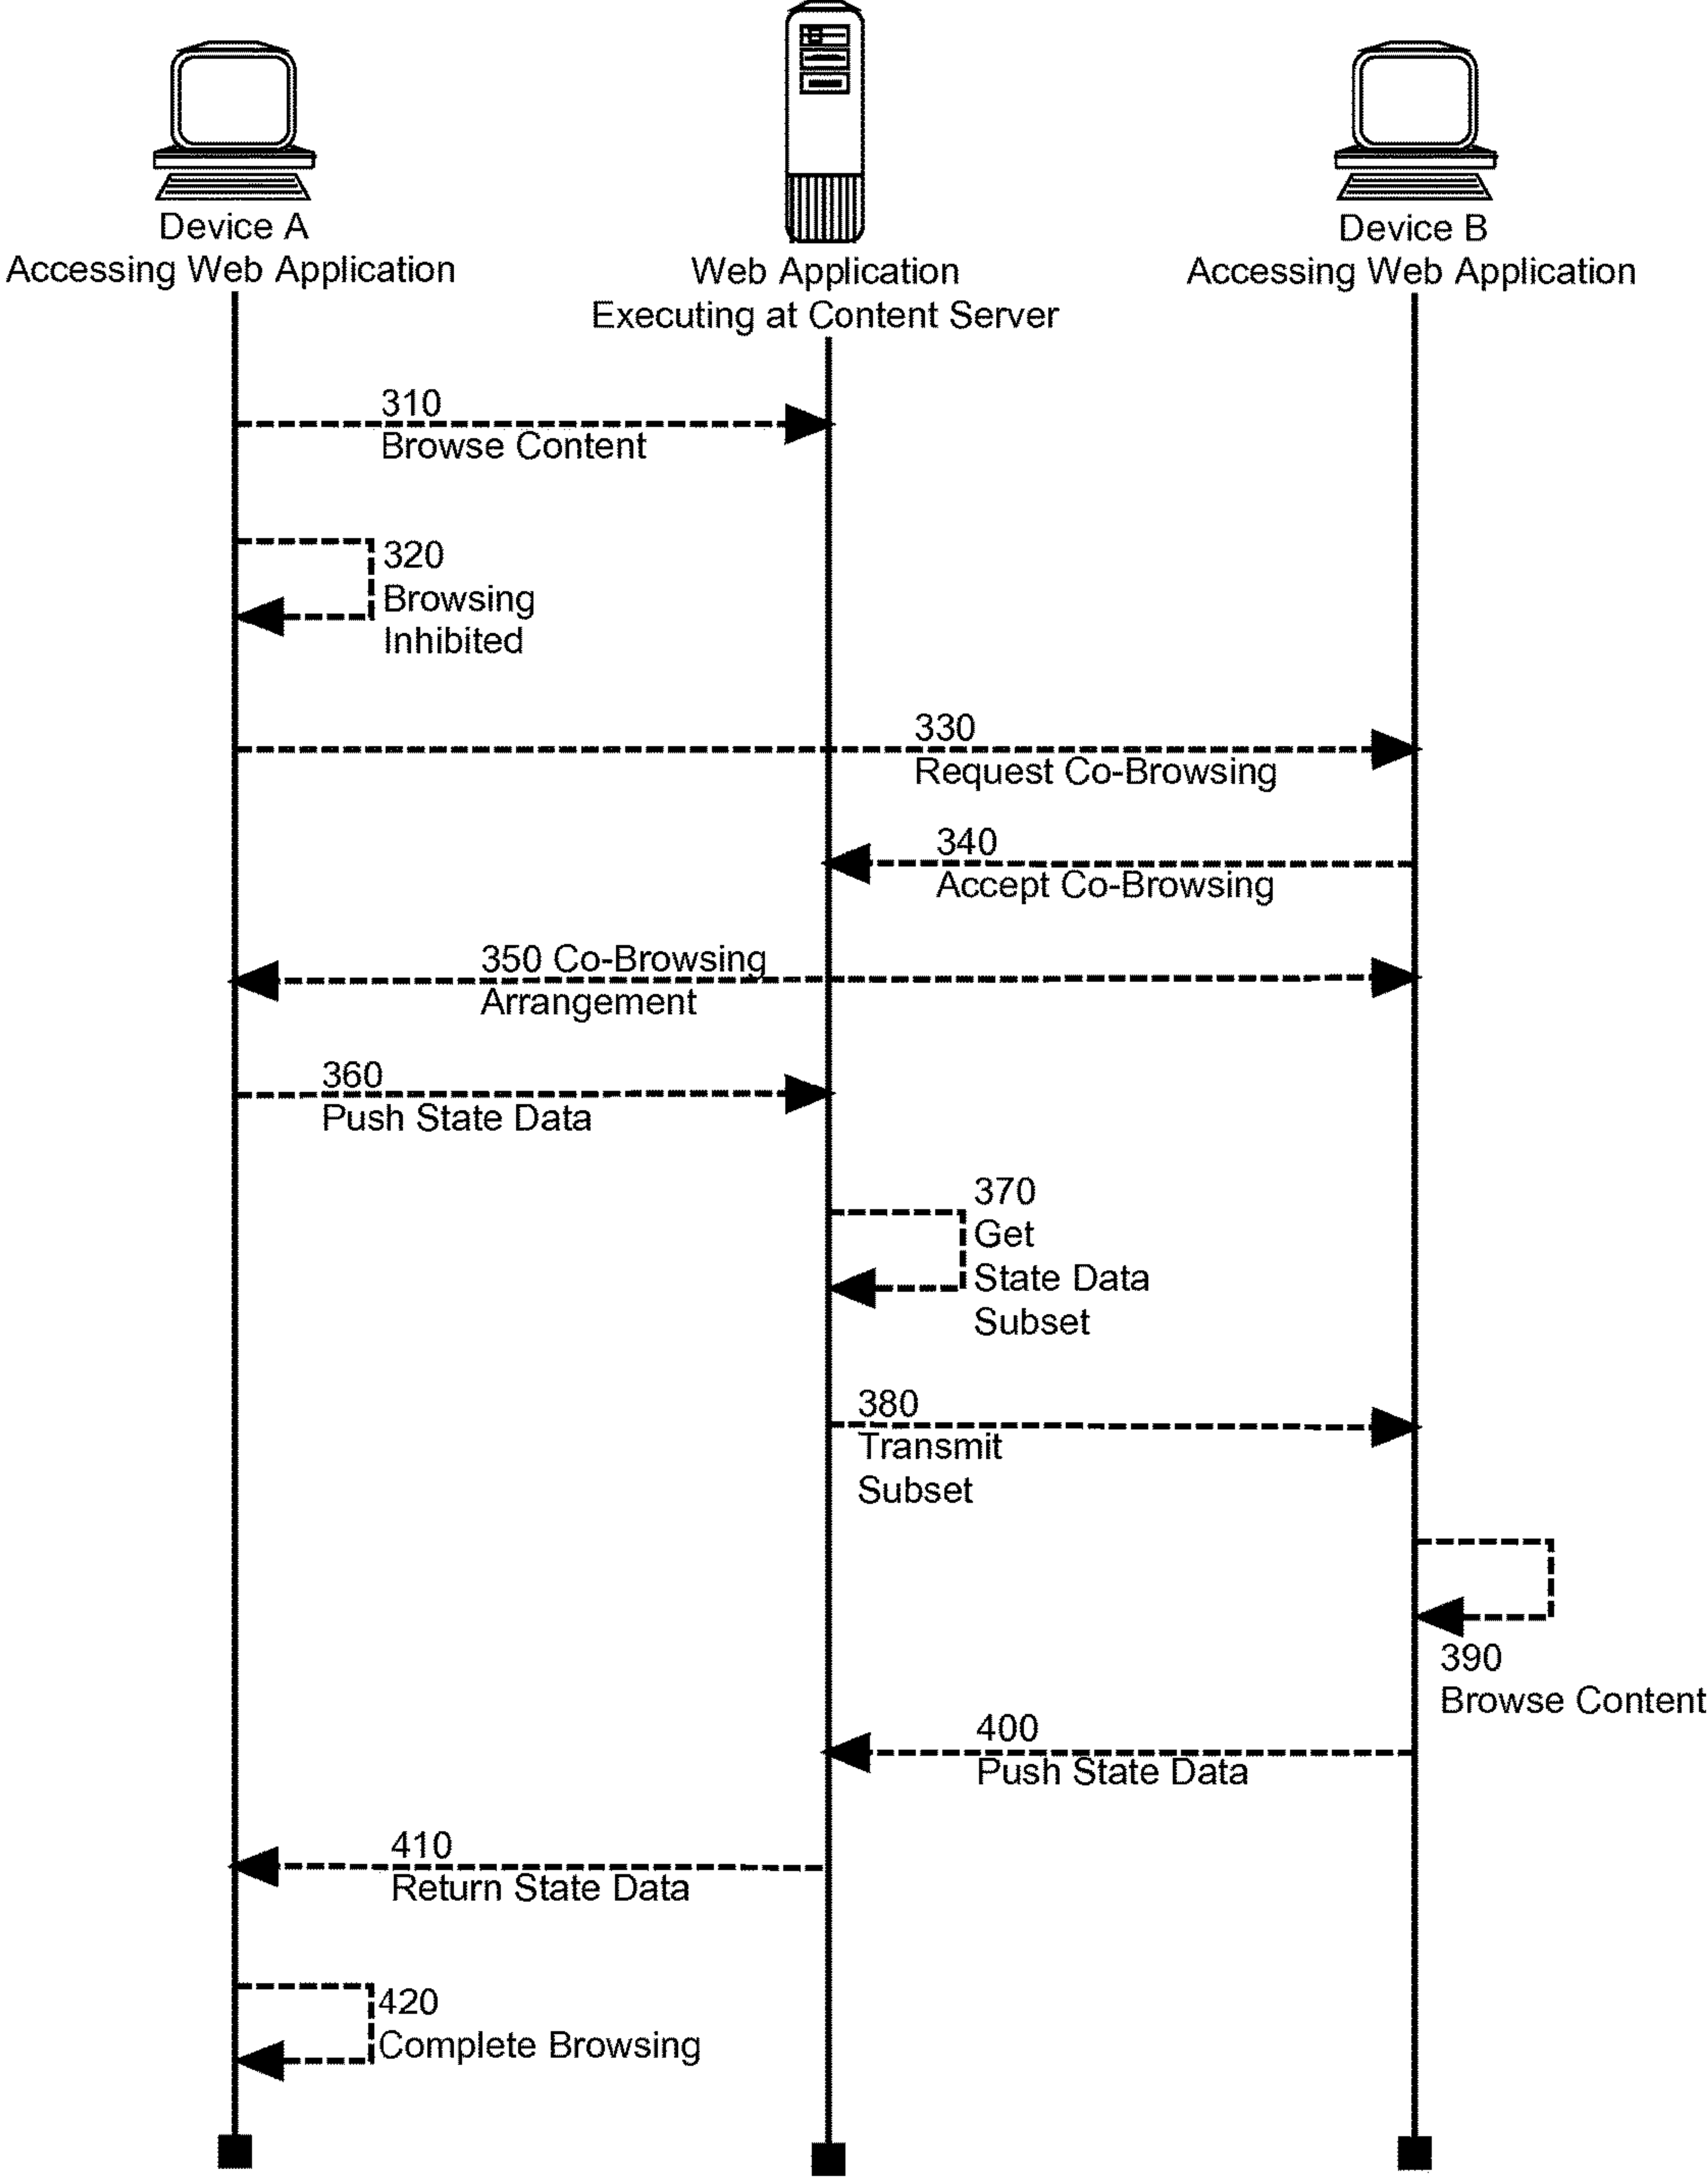 Device A
Accessing Web Application
Web Application
Executing at Content Server
Device B
Accessing Web Application
310
Browse Content
320
Browsing
Inhibited
330
Request Co-Browsing
340
Accept Co-Browsing
350 Co-Browsing
Arrangement
360
Push State Data
370
Get
State Data
Subset
380
Transmit
Subset
390
Browse Content
400
Push State Data
410
Return State Data
420
Complete Browsing